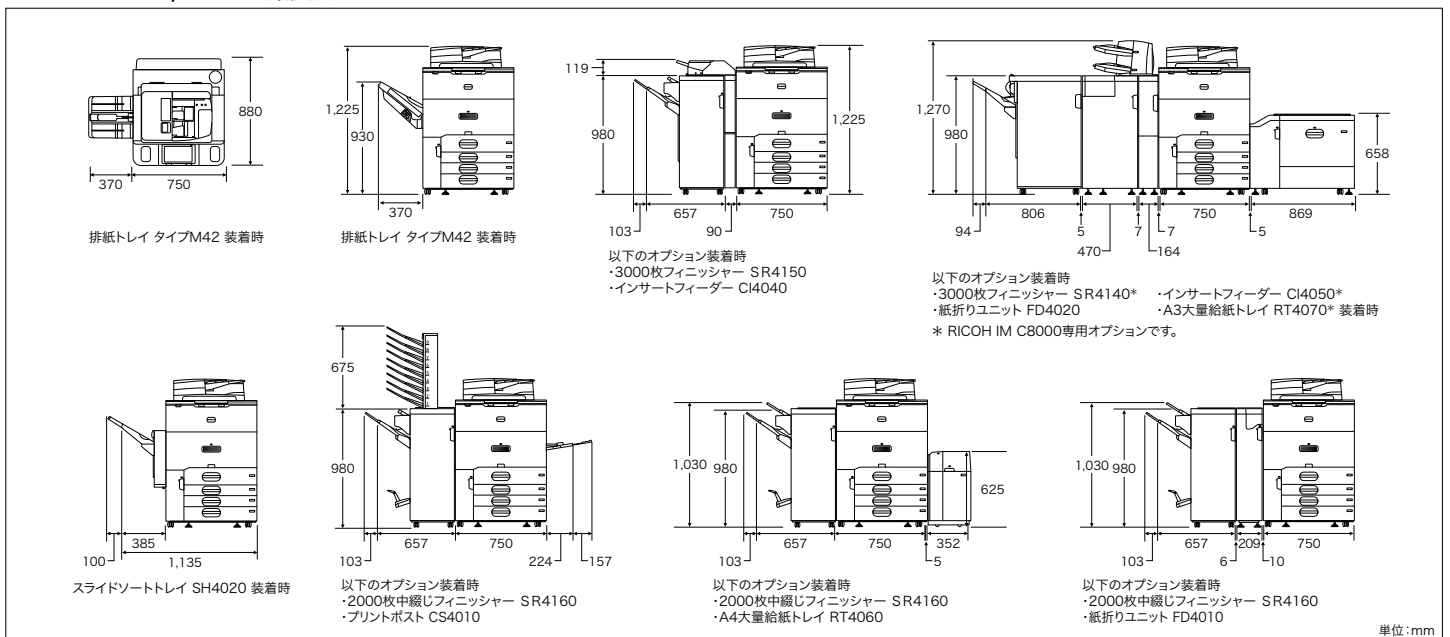 880
370
750
排紙トレイ タイプM42 装着時
1,225
930
370
排紙トレイ タイプM42 装着時
119
980
1,225
103
657
90
750
以下のオプション装着時
・3000枚フィニッシャー SR4150
・インサートフィーダー CI4040
1,270
980
658
94
806
5
470
7
164
7
750
5
869
以下のオプション装着時
・3000枚フィニッシャー SR4140* ・インサートフィーダー CI4050*
・紙折りユニット FD4020 ・A3大量給紙トレイ RT4070* 装着時
* RICOH IM C8000専用オプションです。
100
385
1,135
スライドソートトレイ SH4020 装着時
675
980
103
657
750
224
157
以下のオプション装着時
・2000枚中綴じフィニッシャー SR4160
・プリントポスト CS4010
1,030
980
625
103
657
750
5
352
以下のオプション装着時
・2000枚中綴じフィニッシャー SR4160
・A4大量給紙トレイ RT4060
1,030
980
103
657
6
209
10
750
以下のオプション装着時
・2000枚中綴じフィニッシャー SR4160
・紙折りユニット FD4010
単位:mm